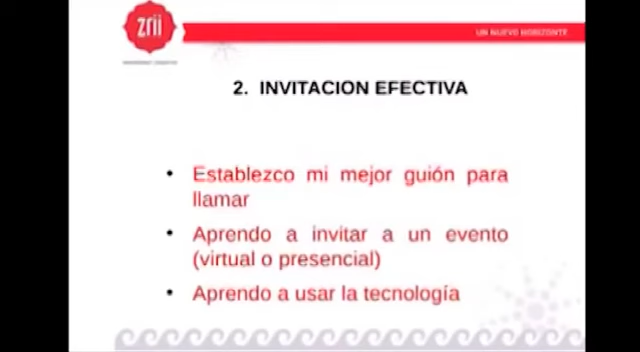 zrii
UN NUEVO HORIZONTE
2. INVITACION EFECTIVA
• Establezco mi mejor guión para
llamar
• Aprendo a invitar a un evento
(virtual o presencial)
• Aprendo a usar la tecnología